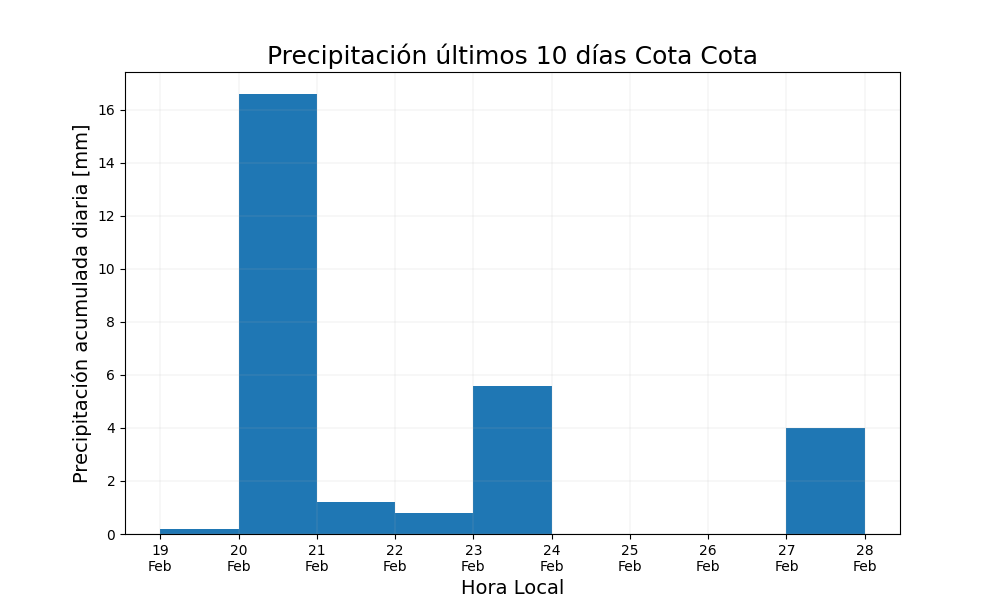 Precipitación últimos 10 días Cota Cota
Precipitación acumulada diaria [mm]
16
14
12
10
8
6
4
2
0
19 20 21 22 23 24 25 26 27 28
Feb Feb Feb Feb Feb Feb Feb Feb Feb Feb
Hora Local